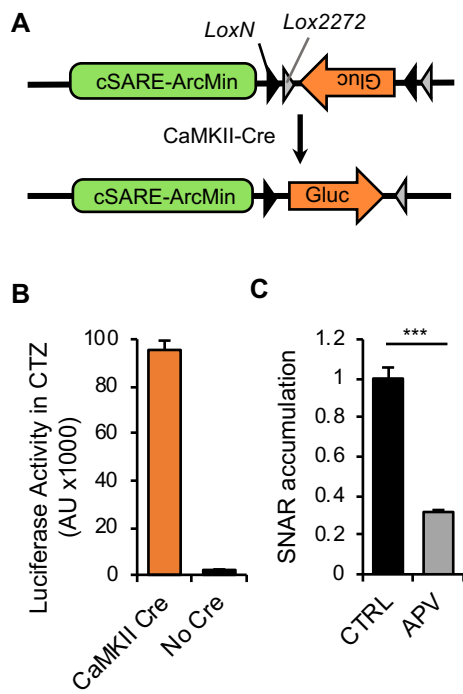 A
LoxN
Lox2272
cSARE-ArcMin
Gluc
CaMKII-Cre
cSARE-ArcMin
Gluc
B
Luciferase Activity in CTZ
(AU x1000)
100
80
60
40
20
0
CaMKII Cre
No Cre
C
SNAR accumulation
1.2
1
0.8
0.6
0.4
0.2
0
***
CTRL
APV